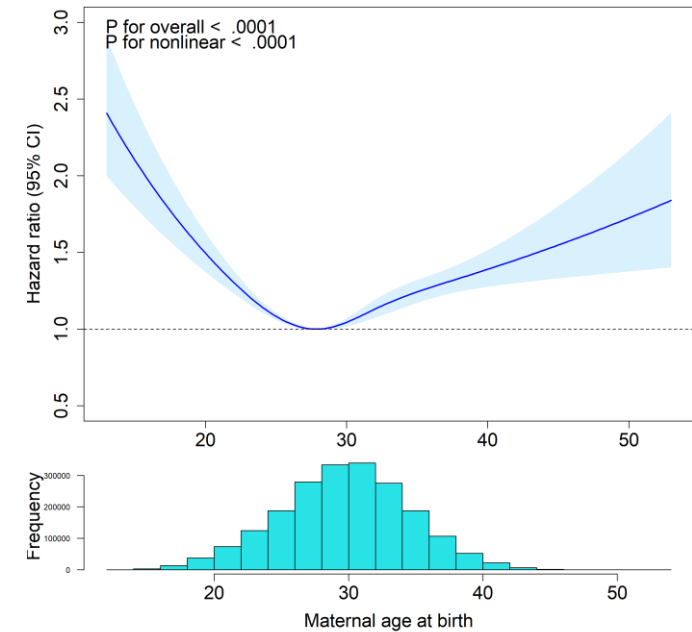 P for overall < .0001
P for nonlinear < .0001
Hazard ratio (95% CI)
3.0
2.5
2.0
1.5
1.0
0.5
20 30 40 50
Frequency
300000
200000
100000
0
20 30 40 50
Maternal age at birth